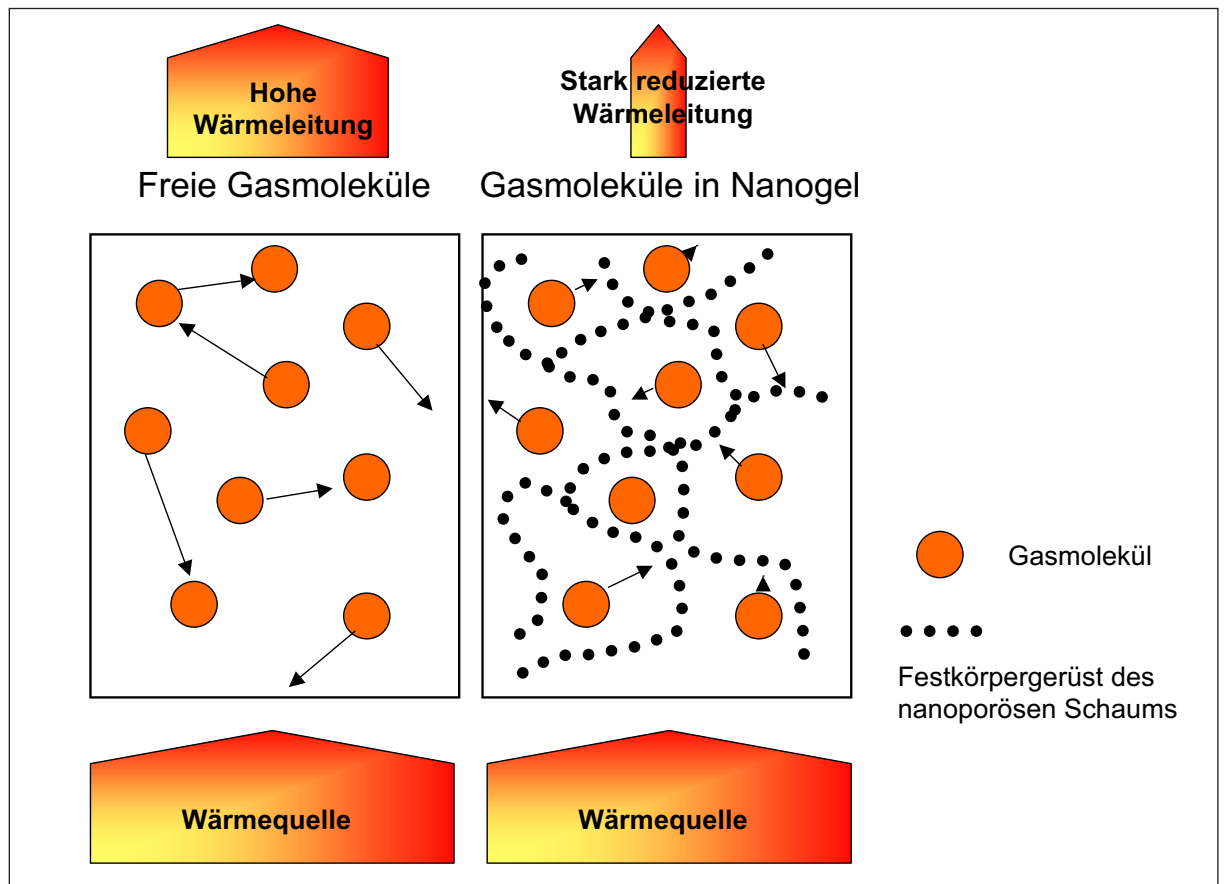 Hohe
Wärmeleitung
Stark reduzierte
Wärmeleitung
Freie Gasmoleküle
Gasmoleküle in Nanogel
Gasmolekül
Festkörpergerüst des
nanoporösen Schaums
Wärmequelle
Wärmequelle